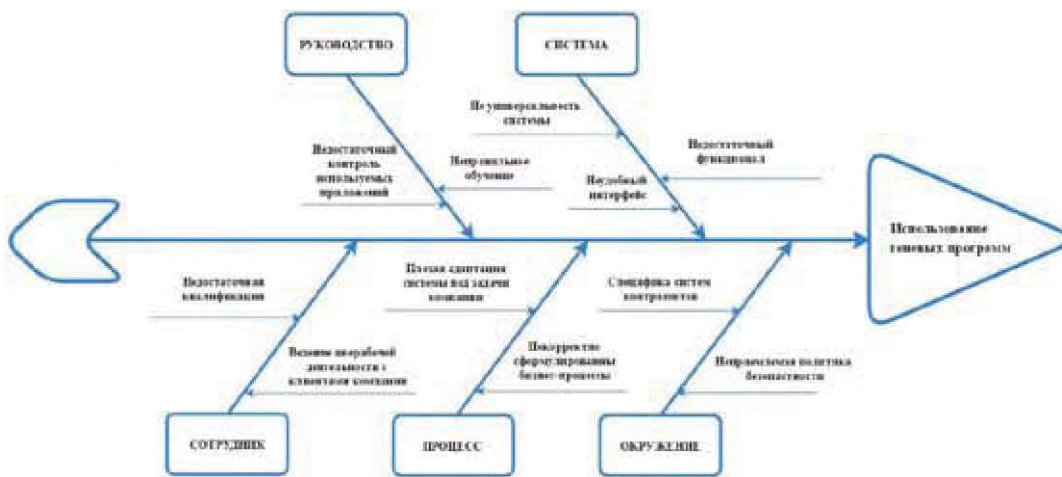 РУКОВОДСТВО
СИСТЕМА
Не универсальность
системы
Недостаточный
функционал
Недостаточный
контроль
используемых
приложений
Неправильное
обучение
Неудобный
интерфейс
Использование
теневых программ
Недостаточная
квалификация
Плохая адаптация
системы под задачи
компании
Специфика систем
контрагентов
Ведение внерабочей
деятельности с
клиентами компании
Некорректно
сформулированы
бизнес-процессы
Неприемлемая политика
безопасности
СОТРУДНИК
ПРОЦЕСС
ОКРУЖЕНИЕ